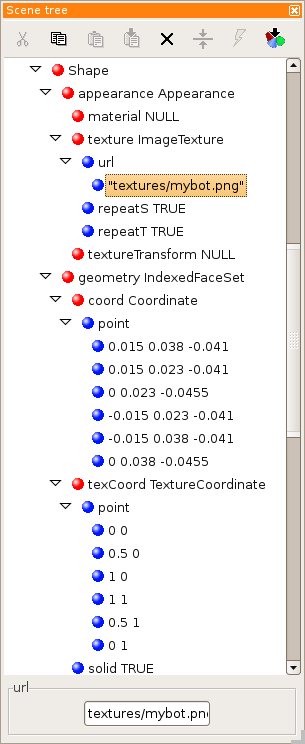 Scene tree
Shape
appearance Appearance
material NULL
texture ImageTexture
url
"textures/mybot.png"
repeatS TRUE
repeatT TRUE
textureTransform NULL
geometry IndexedFaceSet
coord Coordinate
point
0.015 0.038 -0.041
0.015 0.023 -0.041
0 0.023 -0.0455
-0.015 0.023 -0.041
-0.015 0.038 -0.041
0 0.038 -0.0455
texCoord TextureCoordinate
point
0 0
0.5 0
1 0
1 1
0.5 1
0 1
solid TRUE
url
textures/mybot.pn